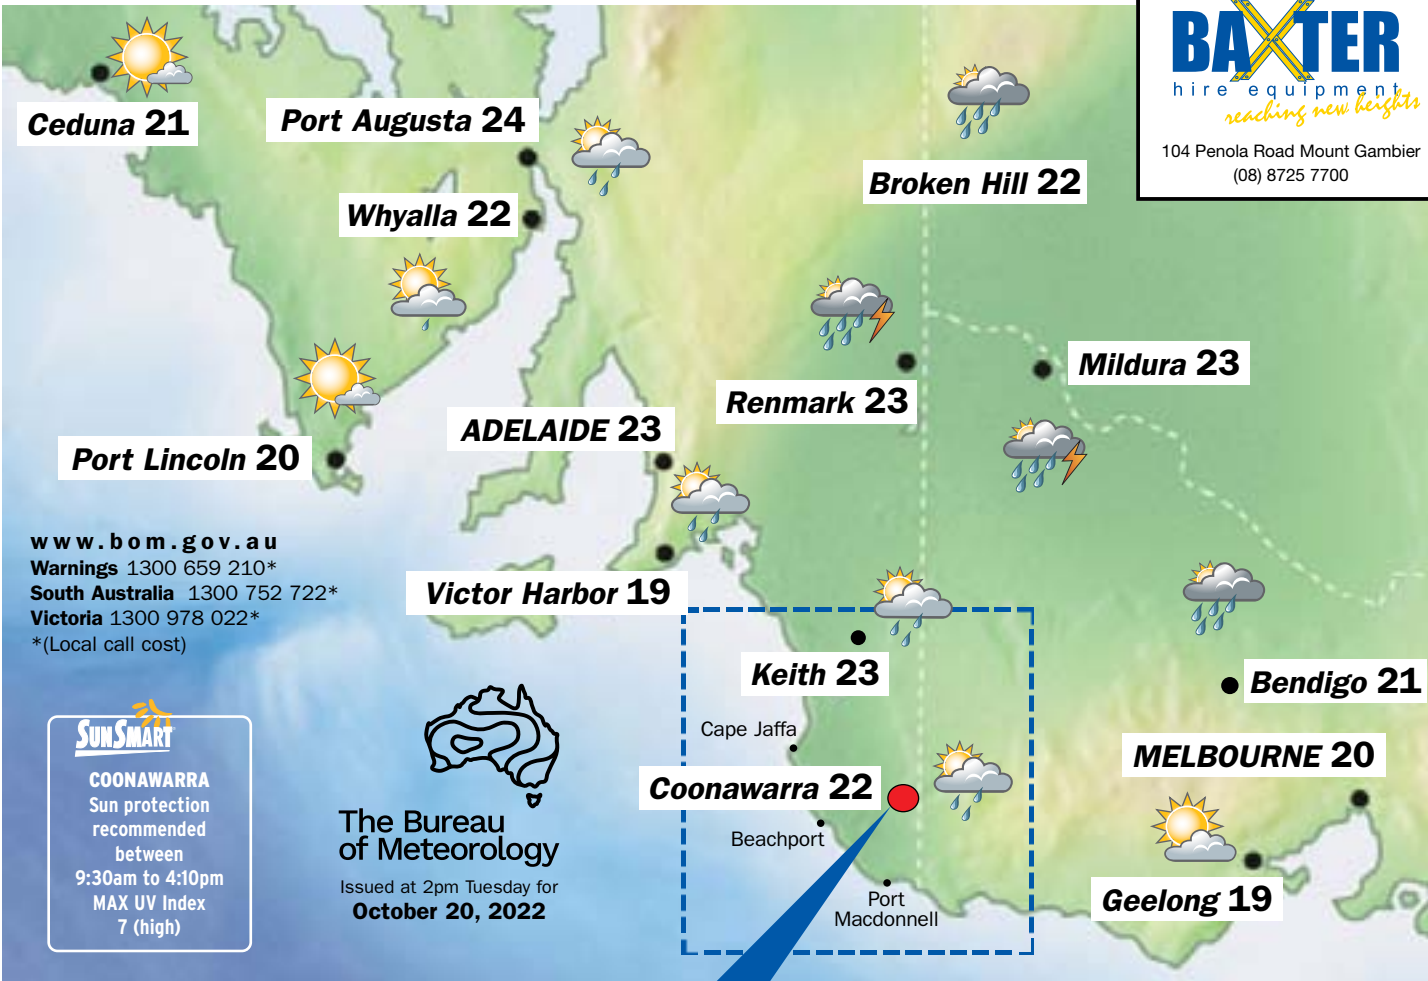 BAXTER
hire equipment
reaching new heights
104 Penola Road Mount Gambier
(08) 8725 7700
Ceduna 21
Port Augusta 24
Whyalla 22
Broken Hill 22
Renmark 23
Mildura 23
ADELAIDE 23
Port Lincoln 20
Victor Harbor 19
www.bom.gov.au
Warnings 1300 659 210*
South Australia 1300 752 722*
Victoria 1300 978 022*
*(Local call cost)
Keith 23
Bendigo 21
Cape Jaffa
MELBOURNE 20
Coonawarra 22
Beachport
Geelong 19
Port
Macdonnell
SUNSMART
COONAWARRA
Sun protection
recommended
between
9:30am to 4:10pm
MAX UV Index
7 (high)
The Bureau
of Meteorology
Issued at 2pm Tuesday for
October 20, 2022